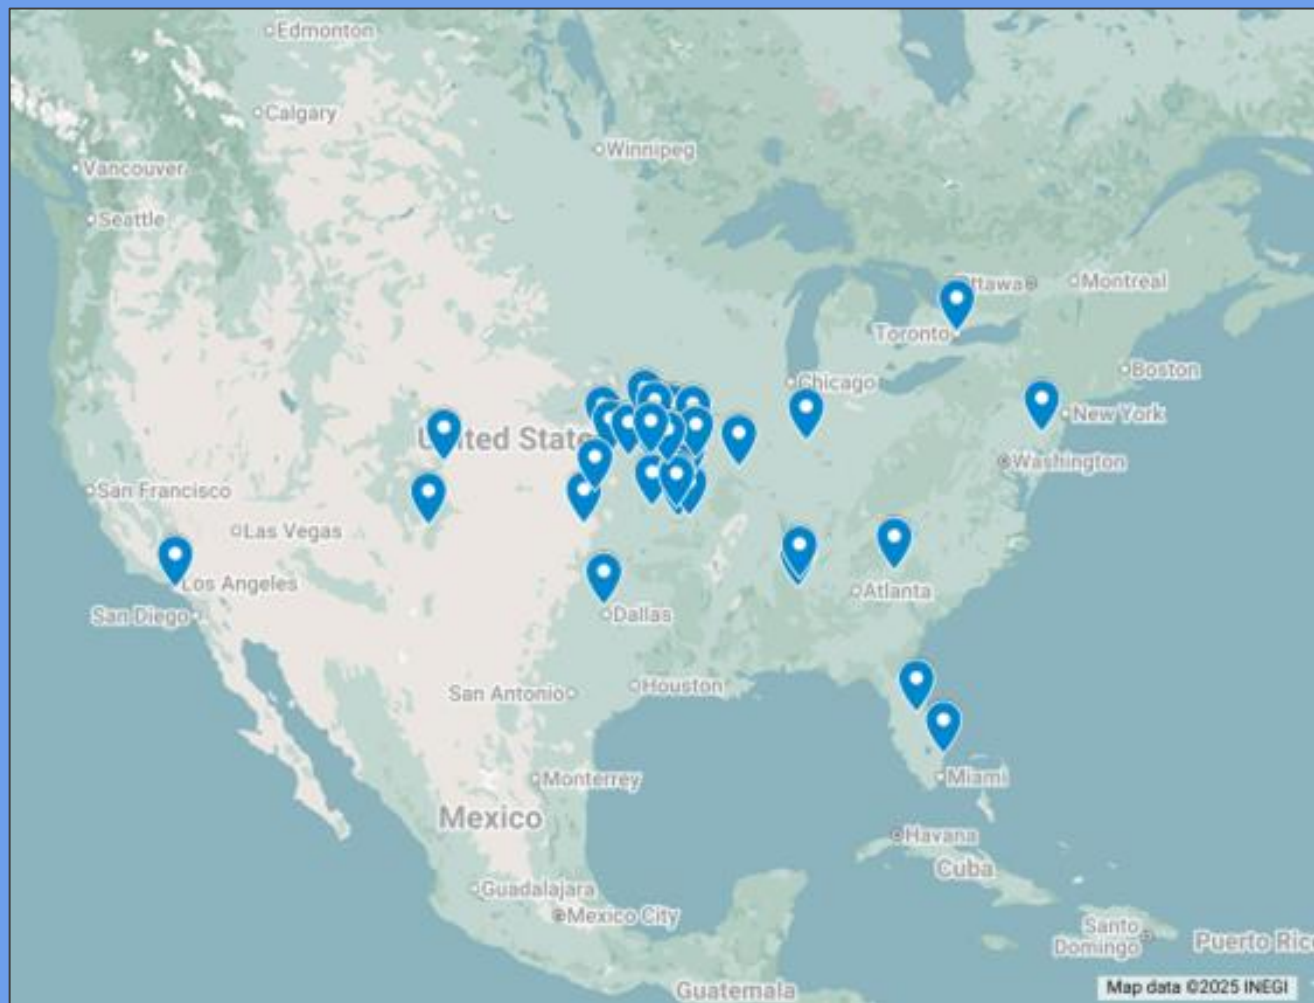 Edmonton
Calgary
Winnipeg
Vancouver
Seattle
ttawa
Montreal
Toronto
Boston
Chicago
New York
United State
Washington
San Francisco
Las Vegas
Los Angeles
Atlanta
San Diego
Dallas
San Antonio
Houston
Monterrey
Miami
Mexico
Havana
Cuba
Guadalajara
Mexico City
Santo
Domingo
Puerto Rico
Guatemala
Map data ©2025 INEGI